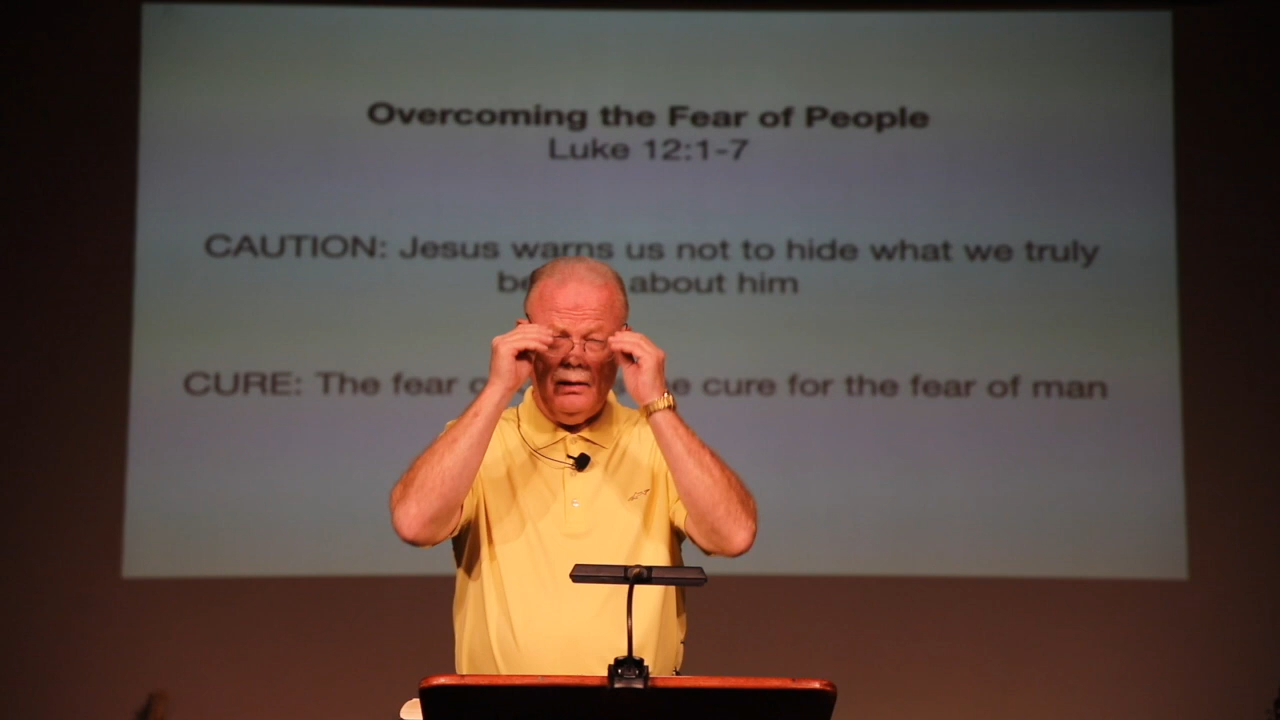 Overcoming the Fear of People
Luke 12:1-7
CAUTION: Jesus warns us not to hide what we truly
about him
CURE: The fear cure for the fear of man